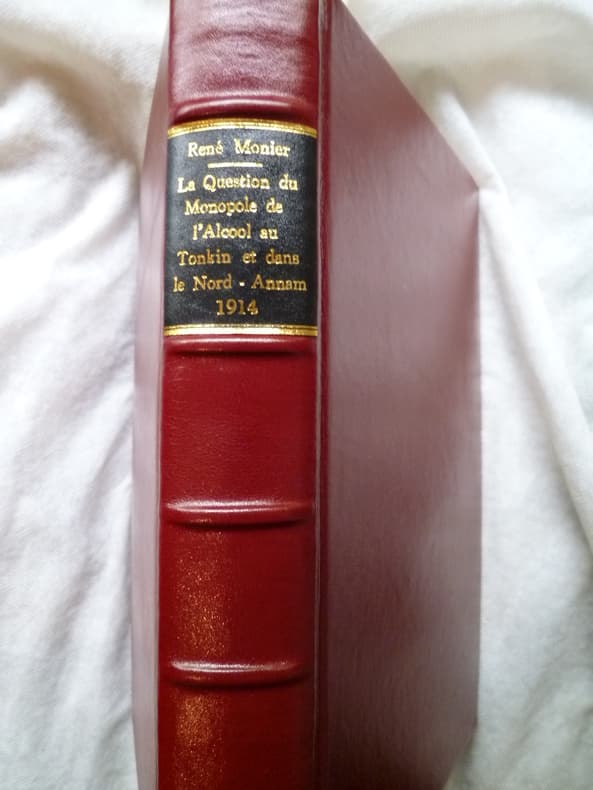 René Monier
La Question du
Monopole de
l'Alcool au
Tonkin et dans
le Nord - Annam
1914